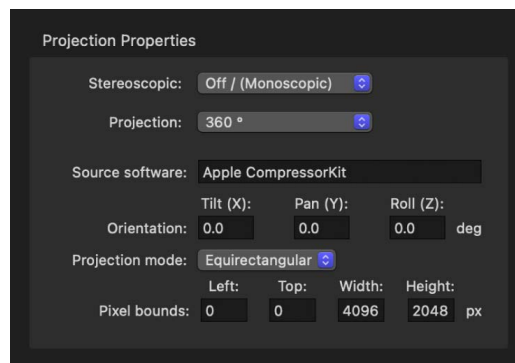 Projection Properties
Stereoscopic: Off / (Monoscopic)
Projection: 360 °
Source software: Apple CompressorKit
Tilt (X): Pan (Y): Roll (Z):
Orientation: 0.0 0.0 0.0 deg
Projection mode: Equirectangular
Left: Top: Width: Height:
Pixel bounds: 0 0 4096 2048 px